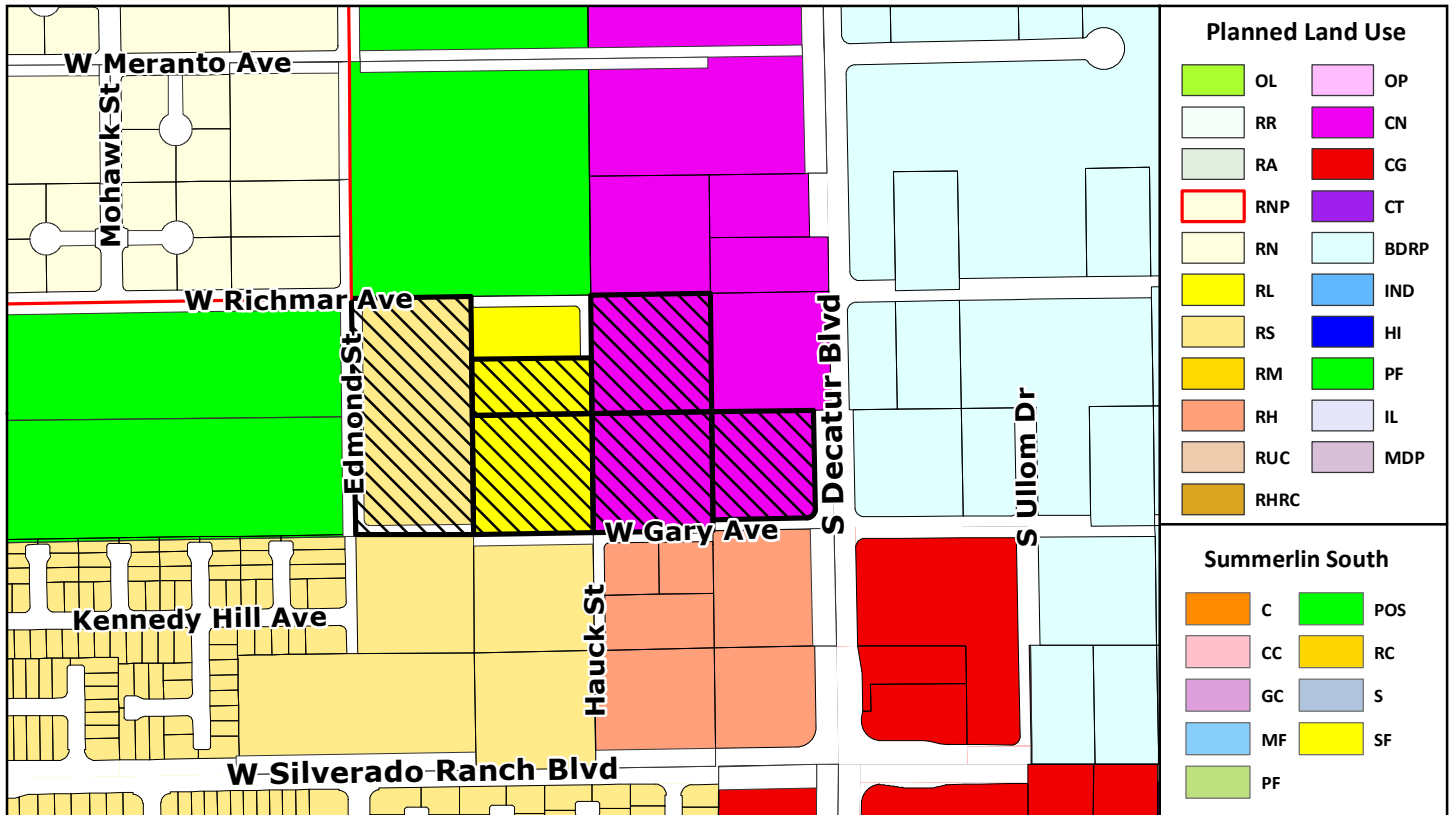 W Meranto Ave
Mohawk St
W Richmar Ave
Edmond St
S Decatur Blvd
S Ullom Dr
W Gary Ave
Kennedy Hill Ave
Hauck St
W Silverado Ranch Blvd
Planned Land Use
OL OP
RR CN
RA CG
RNP CT
RN BDRP
RL IND
RS HI
RM PF
RH IL
RUC MDP
RHRC
Summerlin South
C POS
CC RC
GC S
MF SF
PF